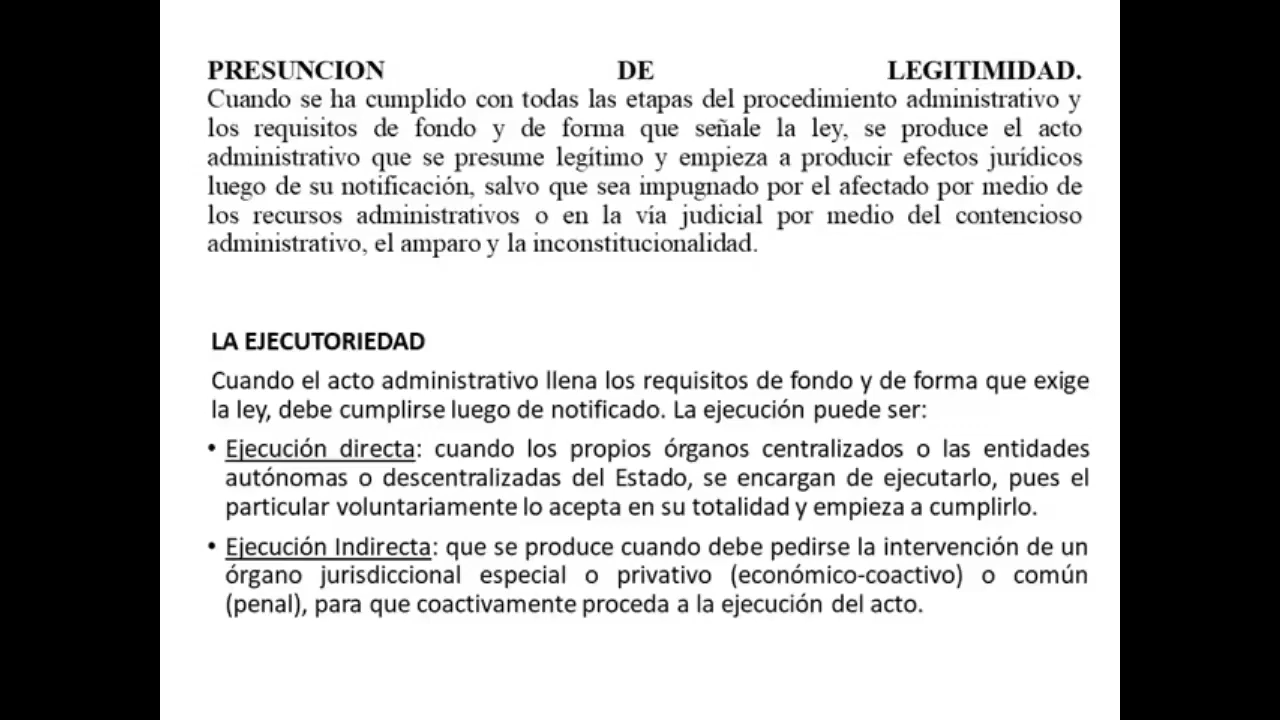 PRESUNCION DE LEGITIMIDAD.
Cuando se ha cumplido con todas las etapas del procedimiento administrativo y
los requisitos de fondo y de forma que señale la ley, se produce el acto
administrativo que se presume legítimo y empieza a producir efectos jurídicos
luego de su notificación, salvo que sea impugnado por el afectado por medio de
los recursos administrativos o en la vía judicial por medio del contencioso
administrativo, el amparo y la inconstitucionalidad.
LA EJECUTORIEDAD
Cuando el acto administrativo llena los requisitos de fondo y de forma que exige
la ley, debe cumplirse luego de notificado. La ejecución puede ser:
• Ejecución directa: cuando los propios órganos centralizados o las entidades
autónomas o descentralizadas del Estado, se encargan de ejecutarlo, pues el
particular voluntariamente lo acepta en su totalidad y empieza a cumplirlo.
• Ejecución Indirecta: que se produce cuando debe pedirse la intervención de un
órgano jurisdiccional especial o privativo (económico-coactivo) o común
(penal), para que coactivamente proceda a la ejecución del acto.